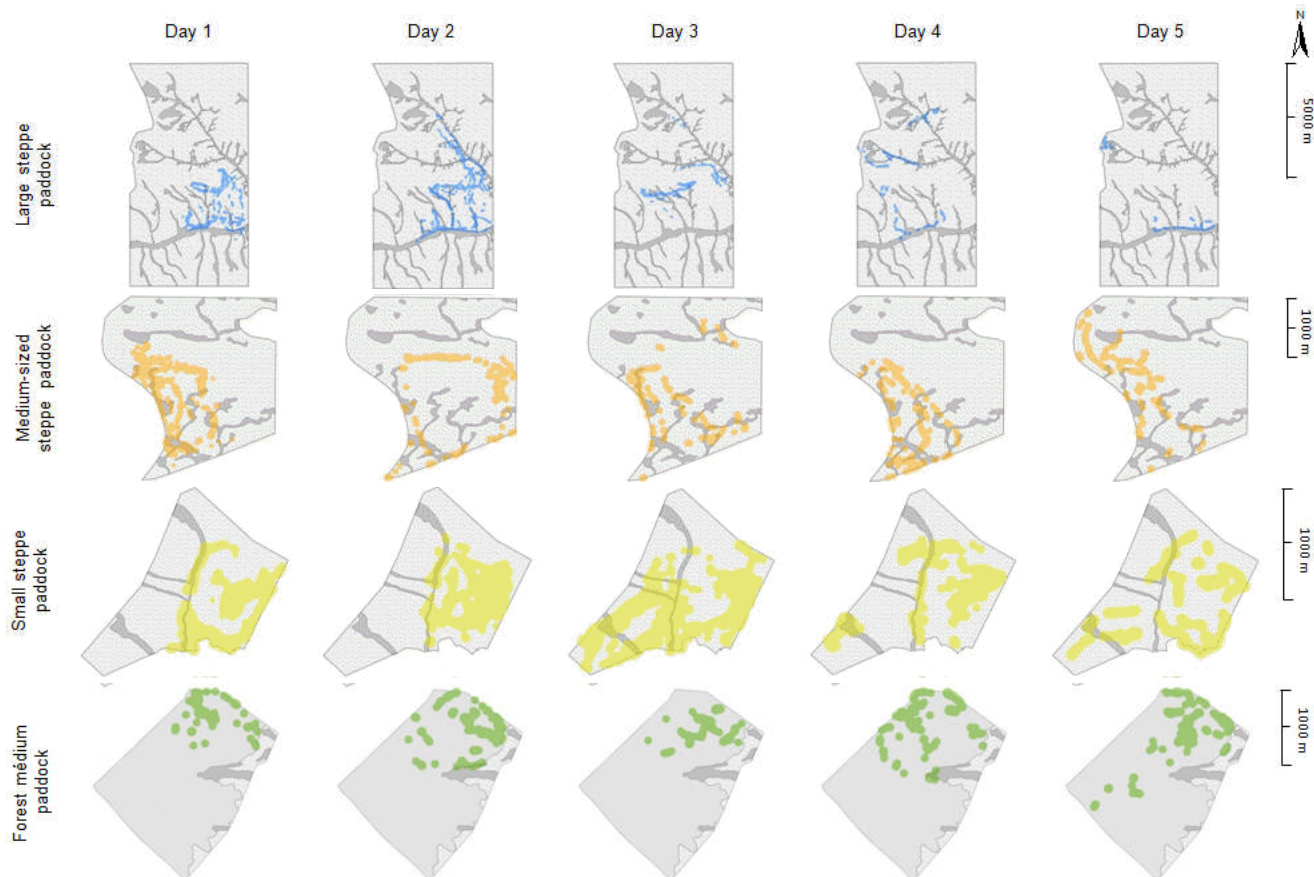 Day 1
Day 2
Day 3
Day 4
Day 5
N
Large steppe
paddock
5000 m
Medium-sized
steppe paddock
1000 m
Small steppe
paddock
1000 m
Forest médium
paddock
1000 m